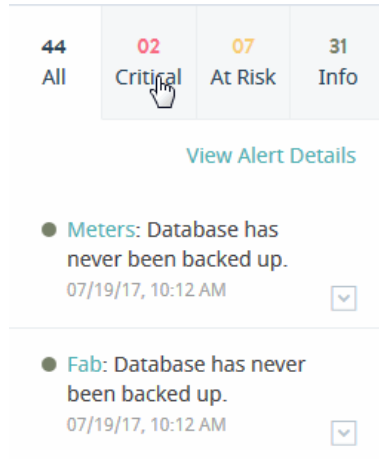 44 02 07 31
All Critical At Risk Info
View Alert Details
Meters: Database has
never been backed up.
07/19/17, 10:12 AM
Fab: Database has never
been backed up.
07/19/17, 10:12 AM